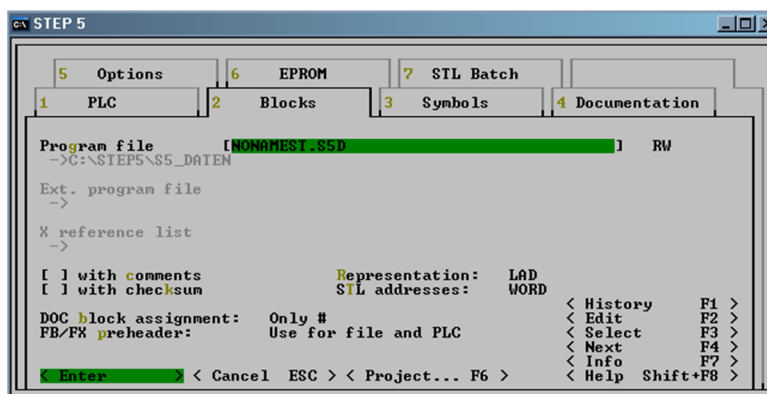 STEP 5
5 Options 6 EPROM 7 STL Batch
1 PLC 2 Blocks 3 Symbols 4 Documentation
Program file [NONAMEST.S5D ] RW
->C:\STEP5\S5_DATEN
Ext. program file
->
X reference list
->
[ ] with comments Representation: LAD
[ ] with checksum STL addresses: WORD
< History F1 >
DOC block assignment: Only # < Edit F2 >
FB/FX preheader: Use for file and PLC < Select F3 >
< Next F4 >
< Info F7 >
< Enter > < Cancel ESC > < Project... F6 > < Help Shift+F8 >